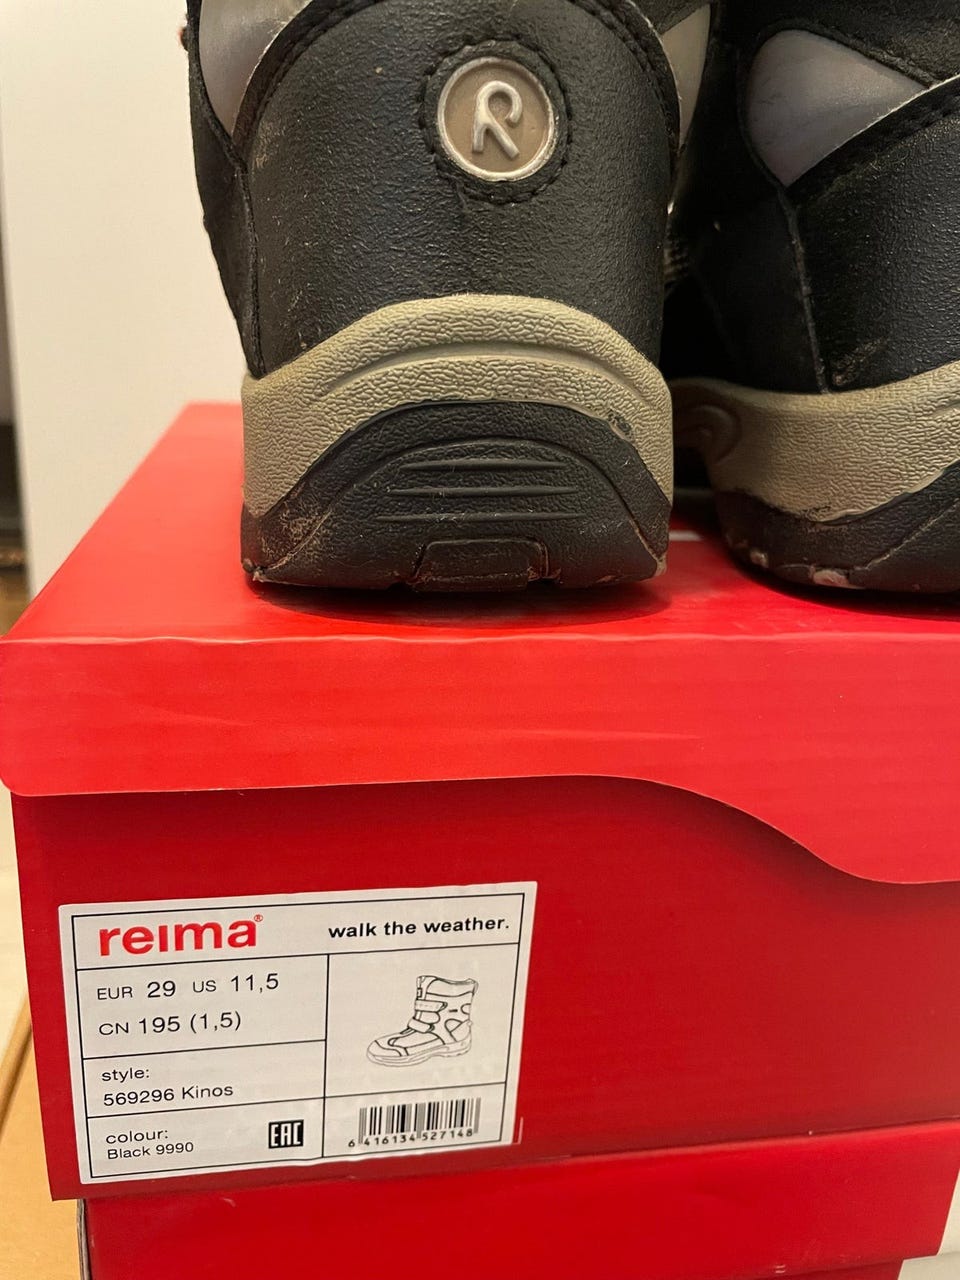 R
reima®
walk the weather.
EUR 29 US 11,5
CN 195 (1,5)
style:
569296 Kinos
colour:
Black 9990
EAC
6 416134 527148